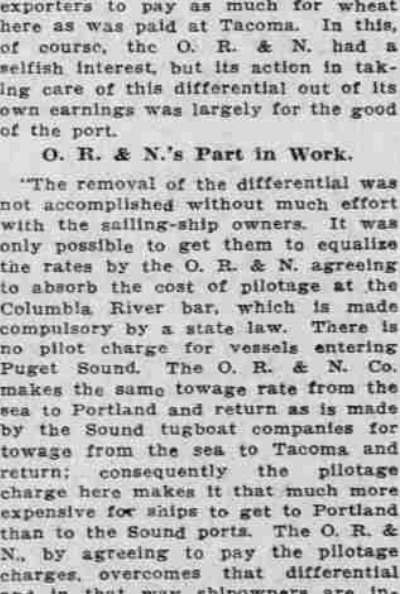 exporters to pay as much for wheat
here as was paid at Tacoma. In this,
of course, the O. R. & N. had a
selfish interest, but its action in tak-
ing care of this differential out of its
own earnings was largely for the good
of the port.
O. R. & N.'s Part in Work.
"The removal of the differential was
not accomplished without much effort
with the sailing-ship owners. It was
only possible to get them to equalize
the rates by the O. R. & N. agreeing
to absorb the cost of pilotage at the
Columbia River bar, which is made
compulsory by a state law. There is
no pilot charge for vessels entering
Puget Sound. The O. R. & N. Co.
makes the same towage rate from the
sea to Portland and return as is made
by the Sound tugboat companies for
towage from the sea to Tacoma and
return; consequently the pilotage
charge here makes it that much more
expensive for ships to get to Portland
than to the Sound ports. The O. R. &
N., by agreeing to pay the pilotage
charges, overcomes that differential
and in that way shipowners are in-